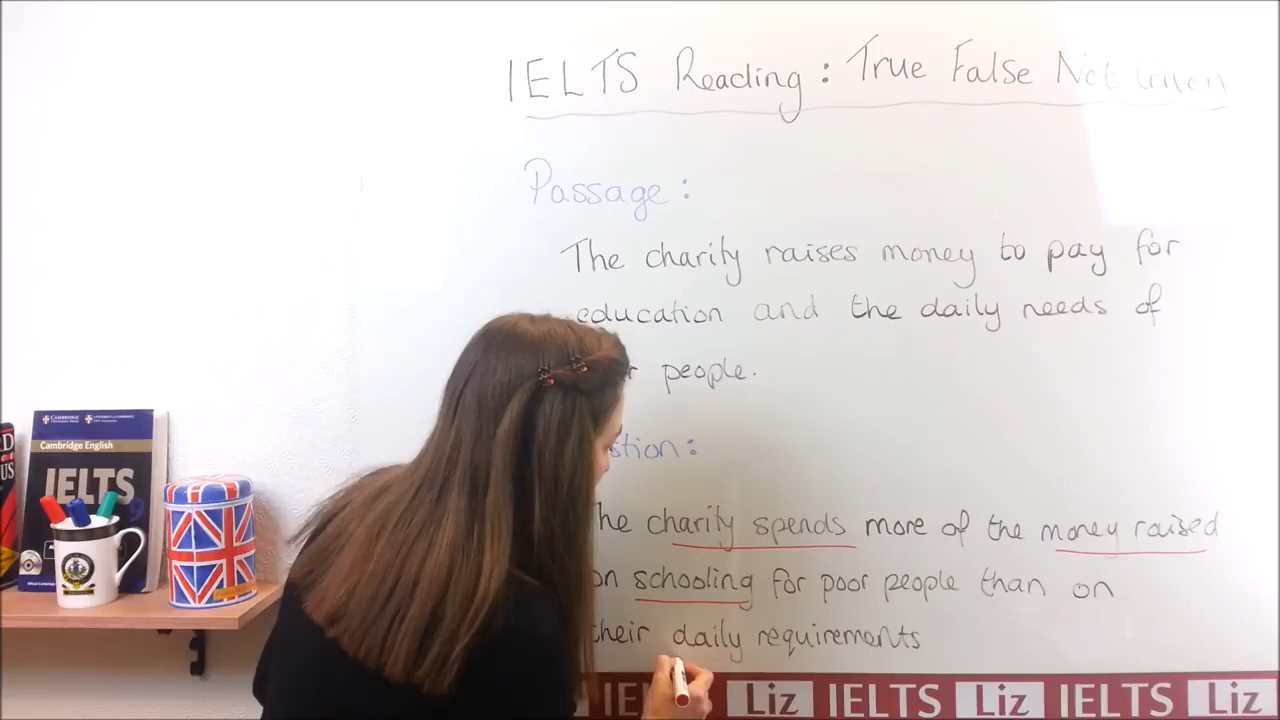 IELTS Reading : True False Not
Passage :
The charity raises money to pay for
education and the daily needs of
people.
The charity spends more of the money raised
on schooling for poor people than on
their daily requirements
CAMBRIDGE
Cambridge English
IELTS
Liz IELTS Liz IELTS Liz